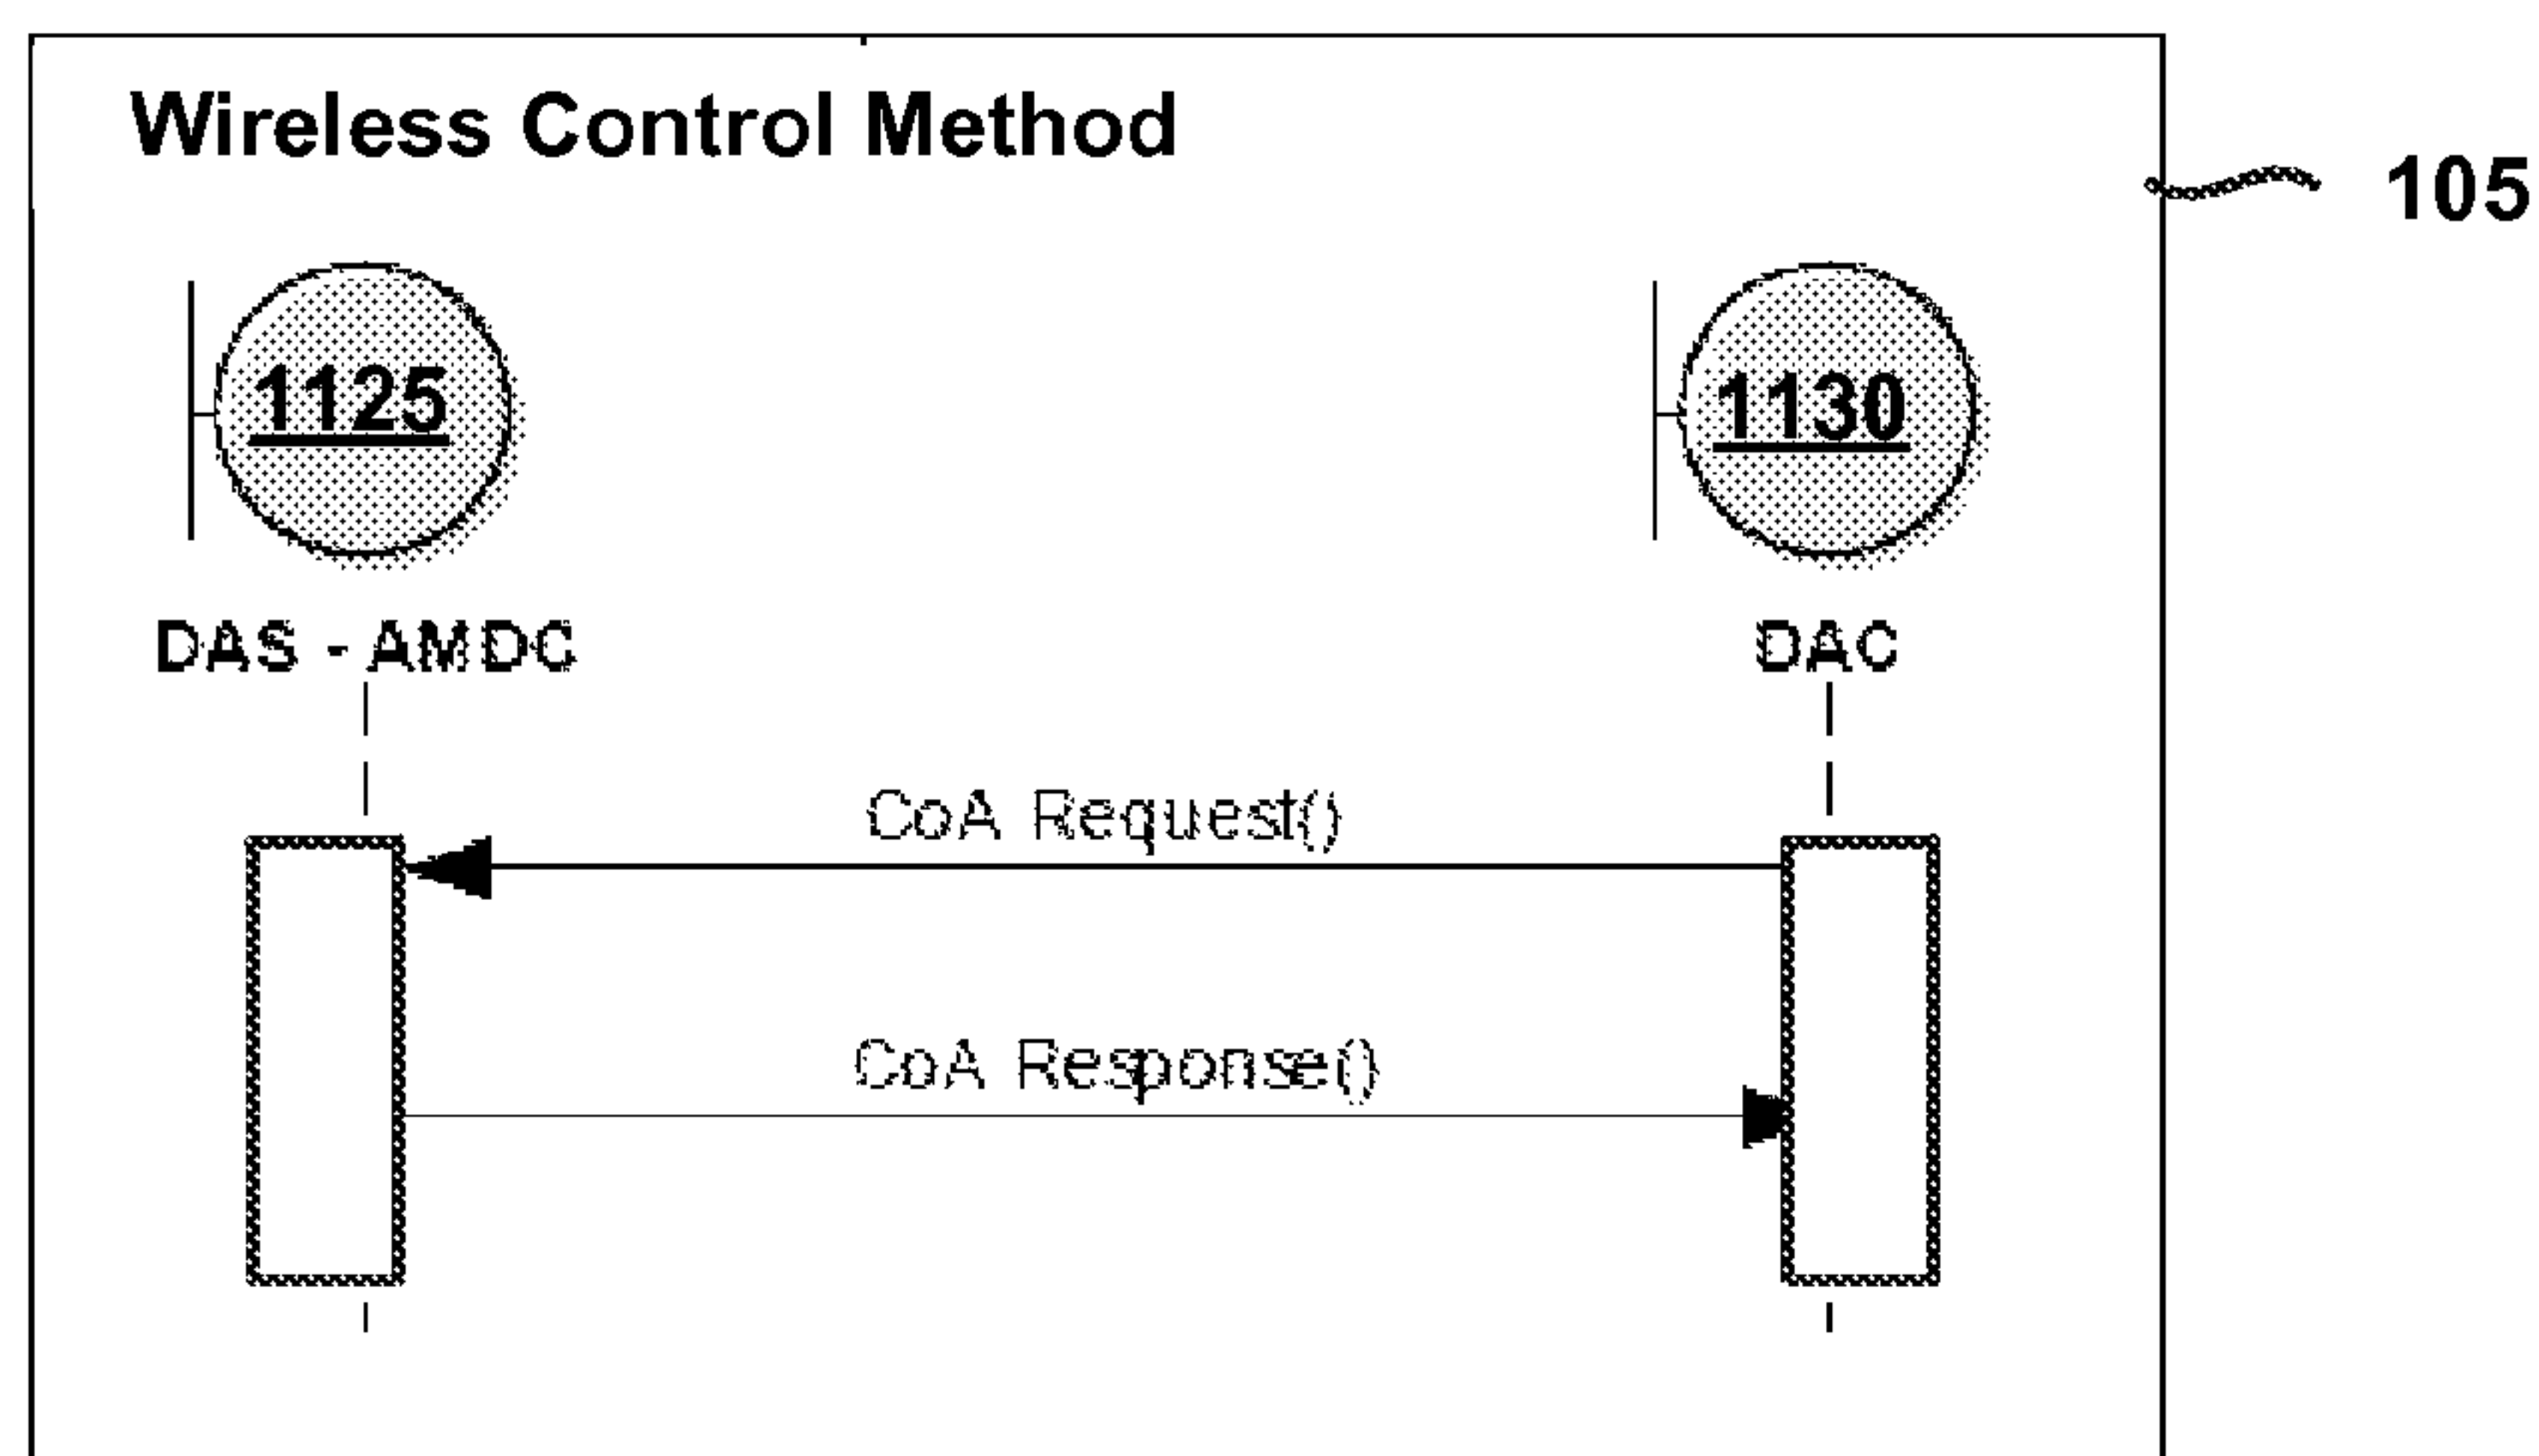 Wireless Control Method
105
1125
1130
DAS - AMDC
DAC
CoA Request()
CoA Response()